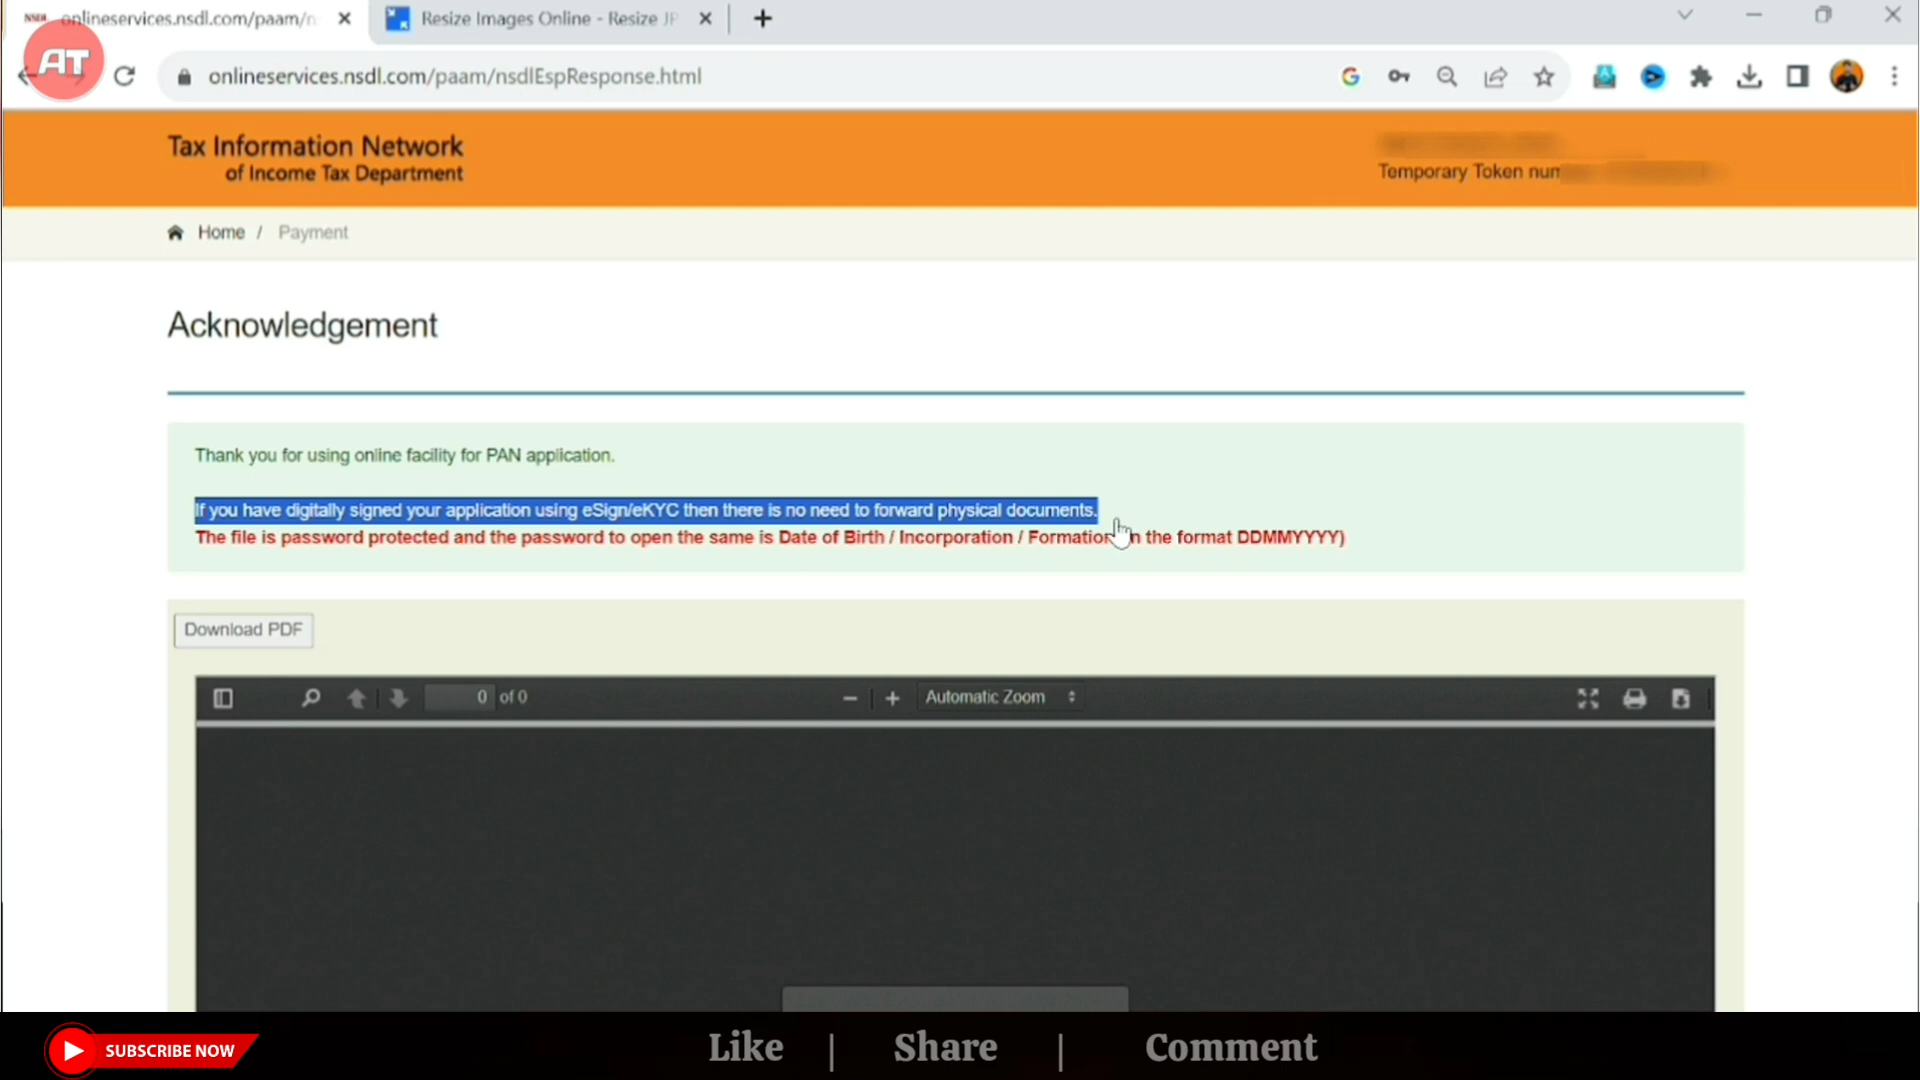 onlineservices.nsdl.com/paam/n
Resize Images Online - Resize JP
AT
onlineservices.nsdl.com/paam/nsdlEspResponse.html
Tax Information Network
of Income Tax Department
Temporary Token num
Home / Payment
Acknowledgement
Thank you for using online facility for PAN application.
If you have digitally signed your application using eSign/eKYC then there is no need to forward physical documents.
The file is password protected and the password to open the same is Date of Birth / Incorporation / Formation n the format DDMMYYYY)
Download PDF
0 of 0
Automatic Zoom
SUBSCRIBE NOW
Like | Share | Comment